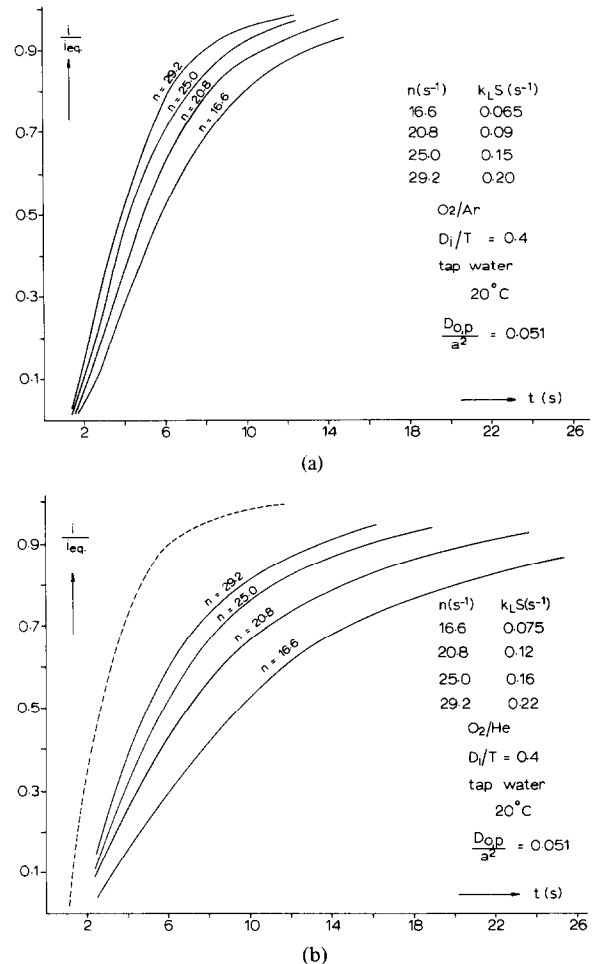 i
i eq.
0.9
0.7
0.5
0.3
0.1
n = 29.2
n = 25.0
n = 20.8
n = 16.6
n(s⁻¹) kLS (s⁻¹)
16.6 0.065
20.8 0.09
25.0 0.15
29.2 0.20
O2/Ar
Di/T = 0.4
tap water
20°C
DO,p
a² = 0.051
t (s)
2 6 10 14 18 22 26
(a)
i
i eq.
0.9
0.7
0.5
0.3
0.1
n = 29.2
n = 25.0
n = 20.8
n = 16.6
n(s⁻¹) kLS(s⁻¹)
16.6 0.075
20.8 0.12
25.0 0.16
29.2 0.22
O2/He
Di/T = 0.4
tap water
20°C
DO,p
a² = 0.051
t (s)
2 6 10 14 18 22 26
(b)